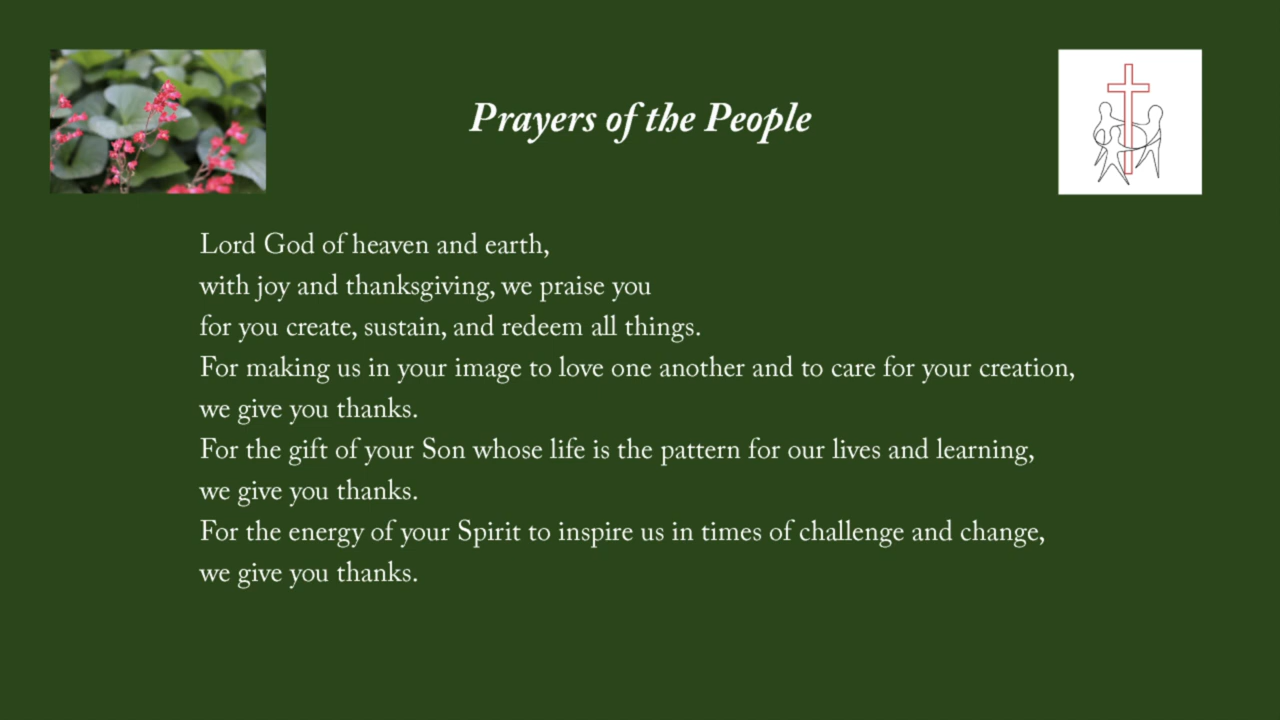 Prayers of the People
Lord God of heaven and earth,
with joy and thanksgiving, we praise you
for you create, sustain, and redeem all things.
For making us in your image to love one another and to care for your creation,
we give you thanks.
For the gift of your Son whose life is the pattern for our lives and learning,
we give you thanks.
For the energy of your Spirit to inspire us in times of challenge and change,
we give you thanks.